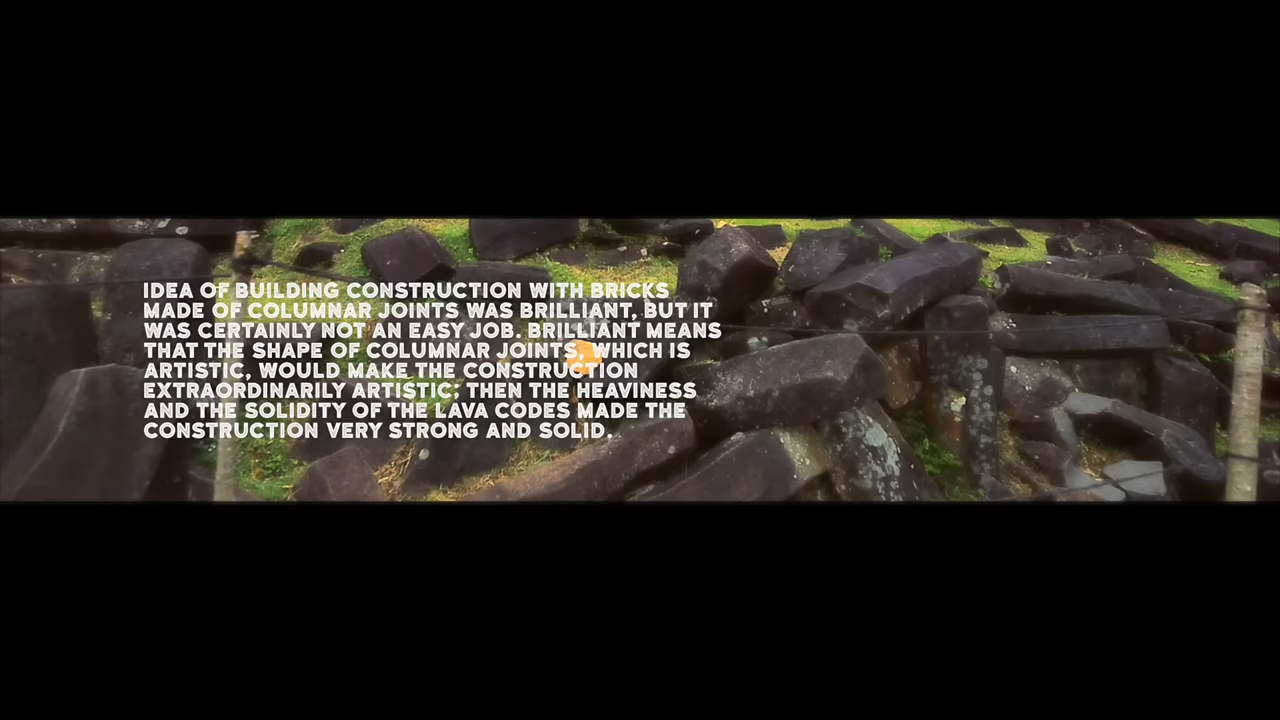 IDEA OF BUILDING CONSTRUCTION WITH BRICKS
MADE OF COLUMNAR JOINTS WAS BRILLIANT, BUT IT
WAS CERTAINLY NOT AN EASY JOB. BRILLIANT MEANS
THAT THE SHAPE OF COLUMNAR JOINTS, WHICH IS
ARTISTIC, WOULD MAKE THE CONSTRUCTION
EXTRAORDINARILY ARTISTIC; THEN THE HEAVINESS
AND THE SOLIDITY OF THE LAVA CODES MADE THE
CONSTRUCTION VERY STRONG AND SOLID.